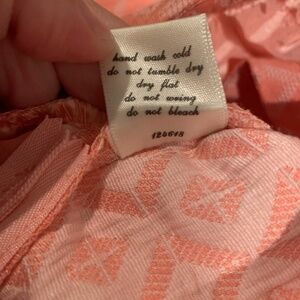 hand wash cold
do not tumble dry
dry flat
do not wring
do not bleach
120618